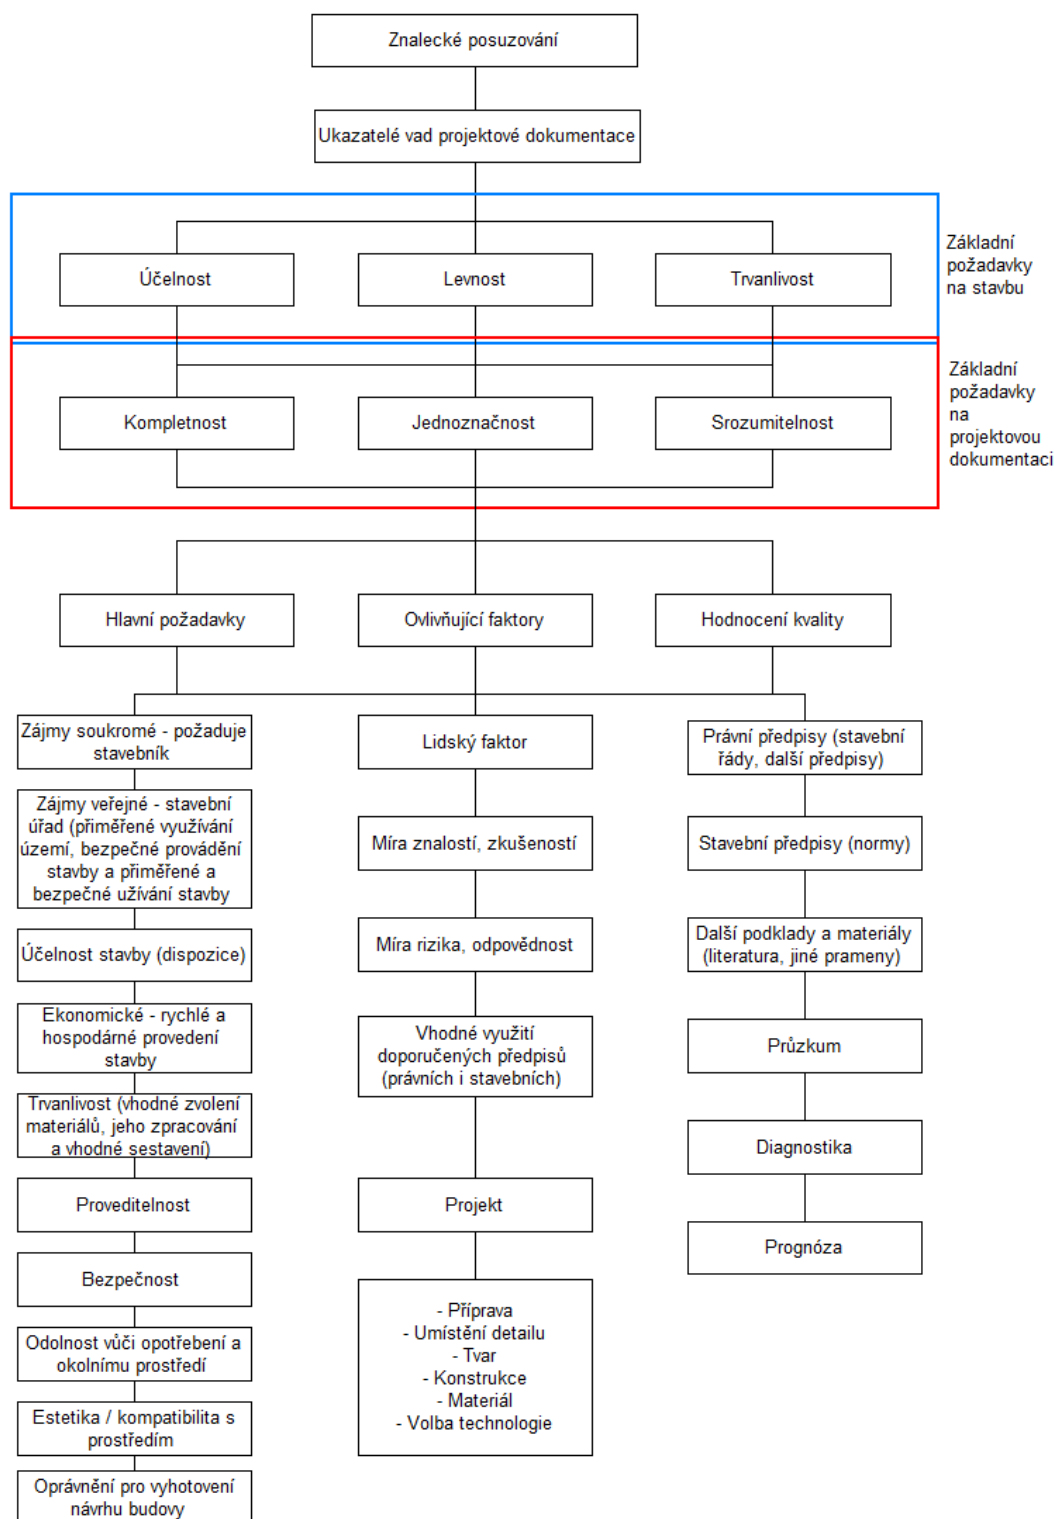 Znalecké posuzování
Ukazatelé vad projektové dokumentace
Základní
požadavky
na stavbu
Účelnost
Levnost
Trvanlivost
Základní
požadavky
na
projektovou
dokumentaci
Kompletnost
Jednoznačnost
Srozumitelnost
Hlavní požadavky
Ovlivňující faktory
Hodnocení kvality
Zájmy soukromé - požaduje
stavebník
Zájmy veřejné - stavební
úřad (přiměřené využívání
území, bezpečné provádění
stavby a přiměřené a
bezpečné užívání stavby
Účelnost stavby (dispozice)
Ekonomické - rychlé a
hospodárné provedení
stavby
Trvanlivost (vhodné zvolení
materiálů, jeho zpracování
a vhodné sestavení)
Proveditelnost
Bezpečnost
Odolnost vůči opotřebení a
okolnímu prostředí
Estetika / kompatibilita s
prostředím
Oprávnění pro vyhotovení
návrhu budovy
Lidský faktor
Míra znalostí, zkušeností
Míra rizika, odpovědnost
Vhodné využití
doporučených předpisů
(právních i stavebních)
Projekt
- Příprava
- Umístění detailu
- Tvar
- Konstrukce
- Materiál
- Volba technologie
Právní předpisy (stavební
řády, další předpisy)
Stavební předpisy (normy)
Další podklady a materiály
(literatura, jiné prameny)
Průzkum
Diagnostika
Prognóza